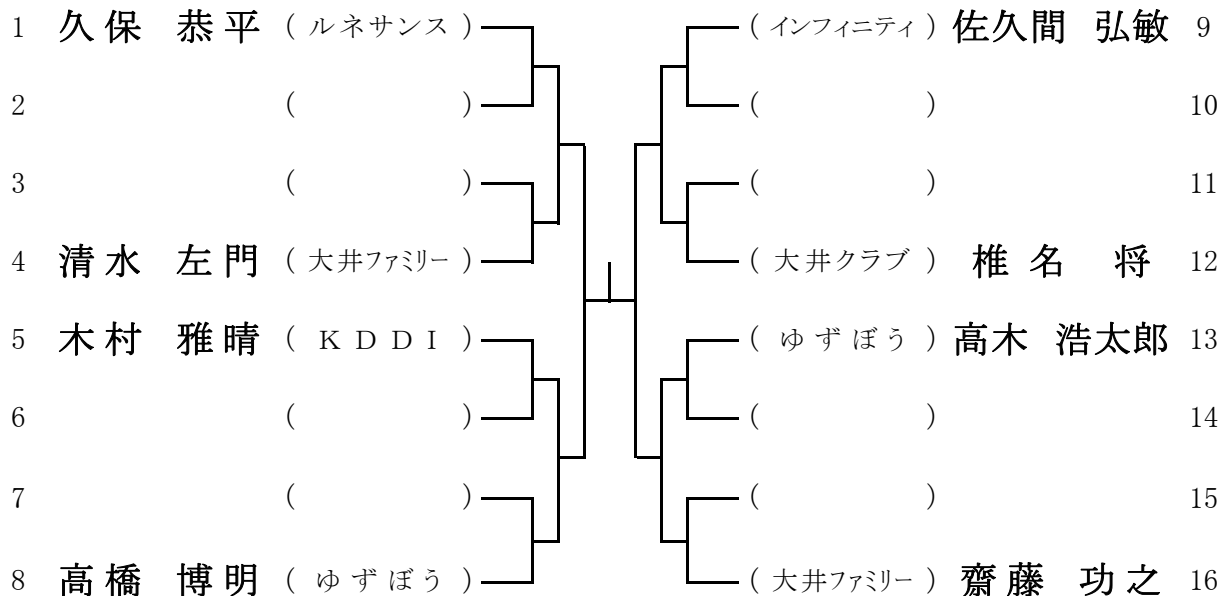 1 久保 恭平 ( ルネサンス ) ( インフィニティ ) 佐久間 弘敏 9
2 ( ) ( ) 10
3 ( ) ( ) 11
4 清水 左門 ( 大井ファミリー ) ( 大井クラブ ) 椎名 将 12
5 木村 雅晴 ( KDDI ) ( ゆずぼう ) 高木 浩太郎 13
6 ( ) ( ) 14
7 ( ) ( ) 15
8 高橋 博明 ( ゆずぼう ) ( 大井ファミリー ) 齋藤 功之 16